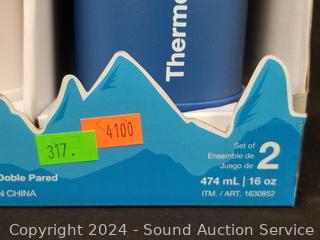 Thermo
317.
4100
Set of
Ensemble de
Juego de
2
Doble Pared
N CHINA
474 mL | 16 oz
ITM. / ART. 1630852
Copyright 2024 - Sound Auction Service